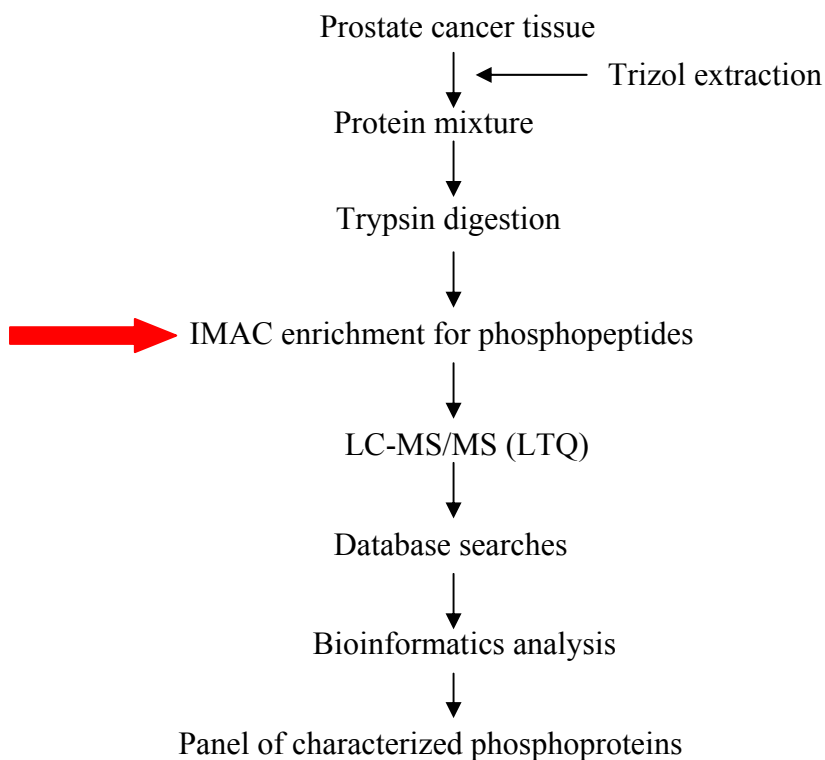 Prostate cancer tissue
Trizol extraction
Protein mixture
Trypsin digestion
IMAC enrichment for phosphopeptides
LC-MS/MS (LTQ)
Database searches
Bioinformatics analysis
Panel of characterized phosphoproteins